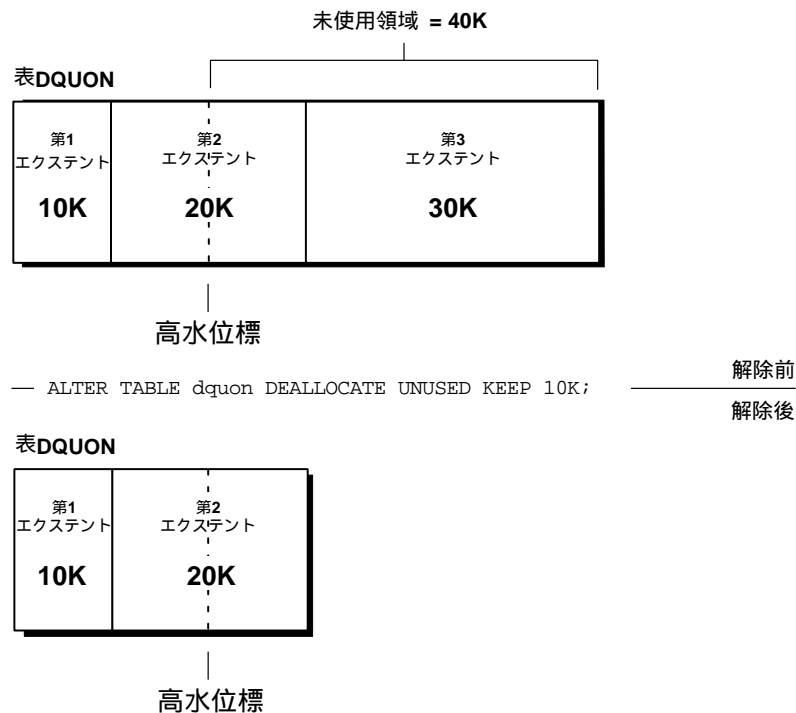 未使用領域 = 40K
表DQUON
第1 エクステント 10K
第2 エクステント 20K
第3 エクステント 30K
高水位標
解除前
ALTER TABLE dquon DEALLOCATE UNUSED KEEP 10K;
解除後
表DQUON
第1 エクステント 10K
第2 エクステント 20K
高水位標